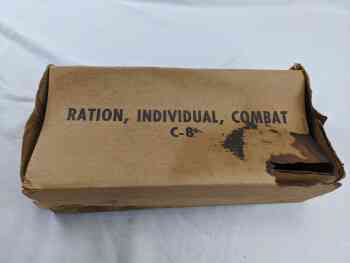 RATION, INDIVIDUAL, COMBAT
C-8